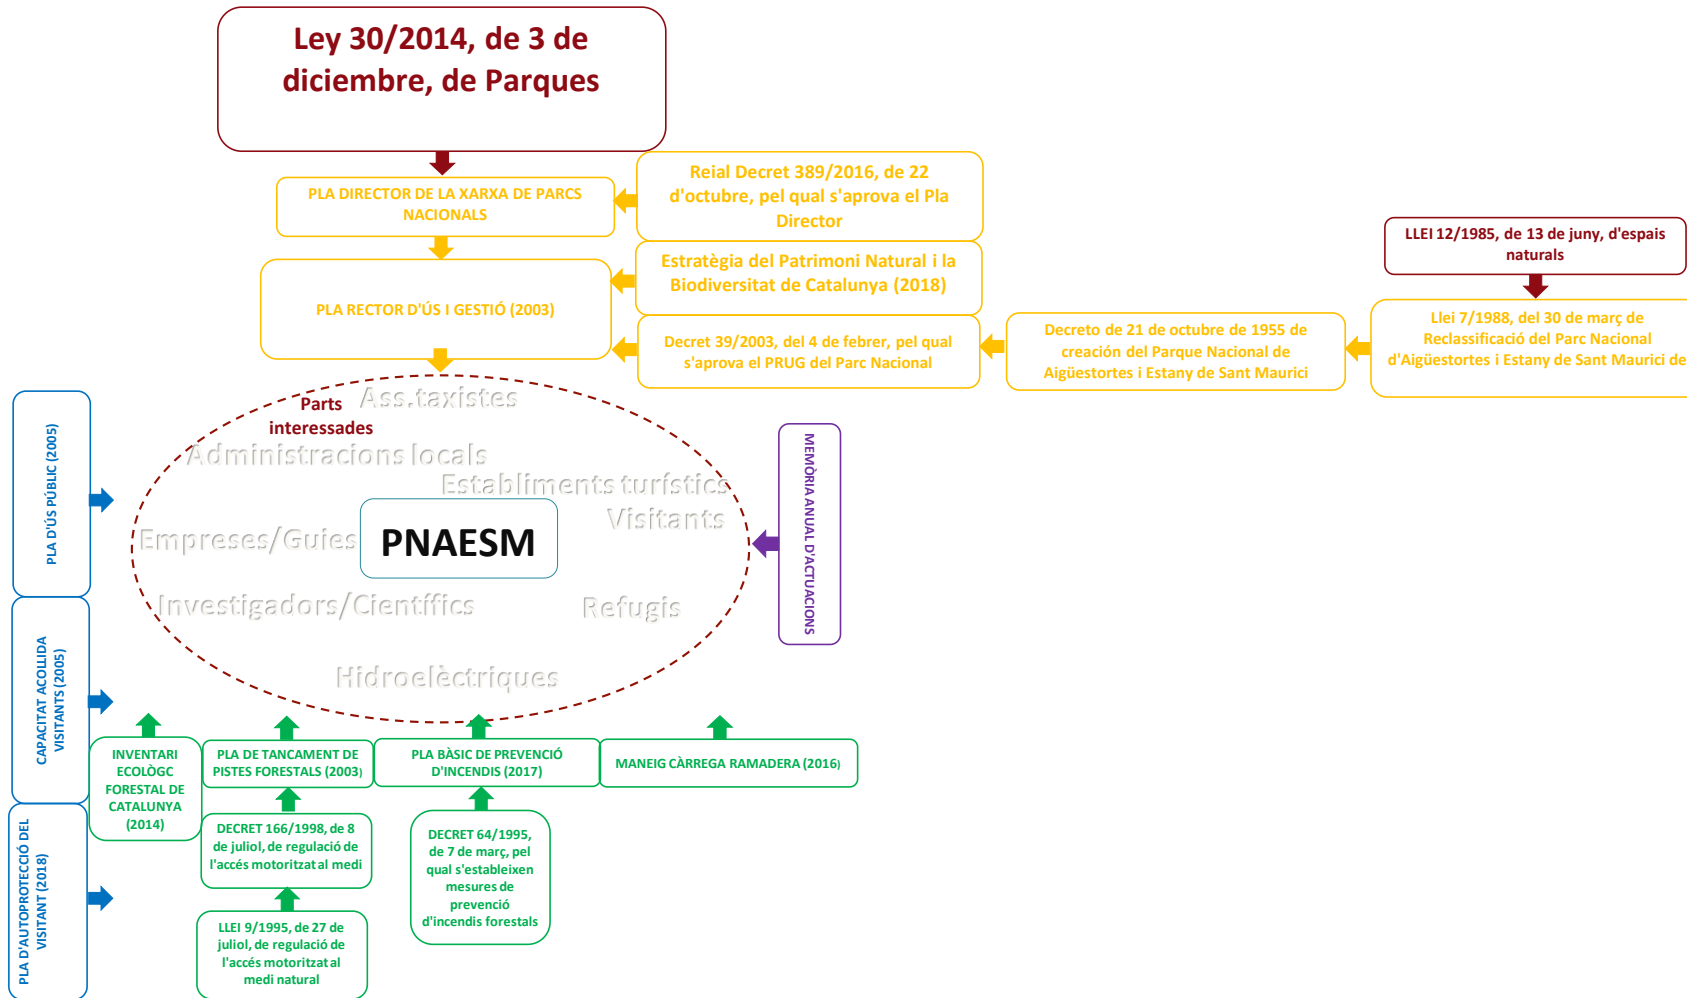 Ley 30/2014, de 3 de
diciembre, de Parques
PLA DIRECTOR DE LA XARXA DE PARCS
NACIONALS
Reial Decret 389/2016, de 22
d'octubre, pel qual s'aprova el Pla
Director
LLEI 12/1985, de 13 de juny, d'espais
naturals
PLA RECTOR D'ÚS I GESTIÓ (2003)
Estratègia del Patrimoni Natural i la
Biodiversitat de Catalunya (2018)
Decret 39/2003, del 4 de febrer, pel qual
s'aprova el PRUG del Parc Nacional
Decreto de 21 de octubre de 1955 de
creación del Parque Nacional de
Aigüestortes i Estany de Sant Maurici
Llei 7/1988, del 30 de març de
Reclassificació del Parc Nacional
d'Aigüestortes i Estany de Sant Maurici de
Parts
interessades
Ass.taxistes
Administracions locals
Establiments turístics
Visitants
Empreses/Guies
PNAESM
Investigadors/Científics
Refugis
Hidroelèctriques
MEMÒRIA ANUAL D'ACTUACIONS
PLA D'ÚS PÚBLIC (2005)
CAPACITAT ACOLLIDA
VISITANTS (2005)
PLA D'AUTOPROTECCIÓ DEL
VISITANT (2018)
INVENTARI
ECOLÒGC
FORESTAL DE
CATALUNYA
(2014)
PLA DE TANCAMENT DE
PISTES FORESTALS (2003)
PLA BÀSIC DE PREVENCIÓ
D'INCENDIS (2017)
MANEIG CÀRREGA RAMADERA (2016)
DECRET 166/1998, de 8
de juliol, de regulació de
l'accés motoritzat al medi
DECRET 64/1995,
de 7 de març, pel
qual s'estableixen
mesures de
prevenció
d'incendis forestals
LLEI 9/1995, de 27 de
juliol, de regulació de
l'accés motoritzat al
medi natural